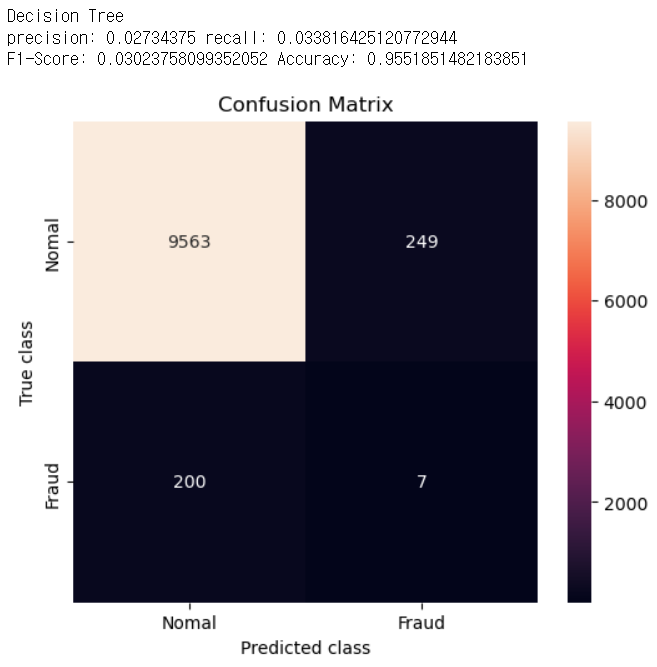 Decision Tree
precision: 0.02734375 recall: 0.033816425120772944
F1-Score: 0.03023758099352052 Accuracy: 0.9551851482183851
Confusion Matrix
Nomal
9563
249
8000
6000
True class
4000
Fraud
200
7
2000
Nomal
Fraud
Predicted class